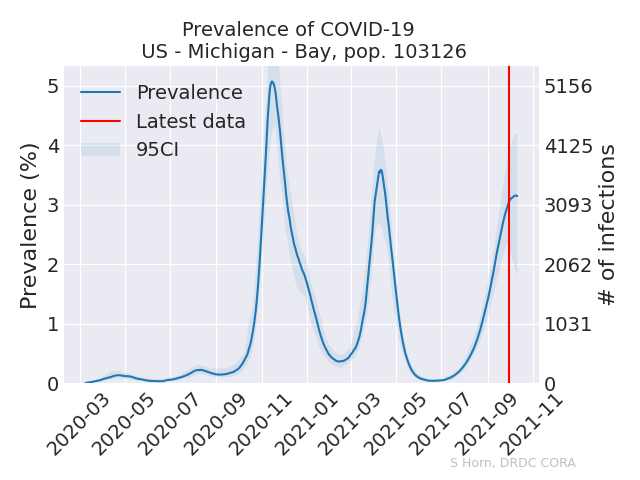 Prevalence of COVID-19
US - Michigan - Bay, pop. 103126
Prevalence
Latest data
95CI
Prevalence (%)
5
4
3
2
1
0
5156
4125
3093
2062
1031
0
# of infections
2020-03
2020-05
2020-07
2020-09
2020-11
2021-01
2021-03
2021-05
2021-07
2021-09
2021-11
S Horn, DRDC CORA